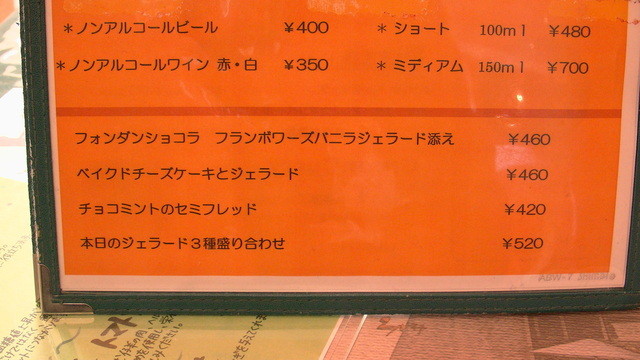 *ノンアルコールビール ¥400 * ショート 100ml ¥480
*ノンアルコールワイン 赤・白 ¥350 * ミディアム 150ml ¥700
フォンダンショコラ フランボワーズバニラジェラード添え ¥460
ベイクドチーズケーキとジェラード ¥460
チョコミントのセミフレッド ¥420
本日のジェラード3種盛り合わせ ¥520
トマト